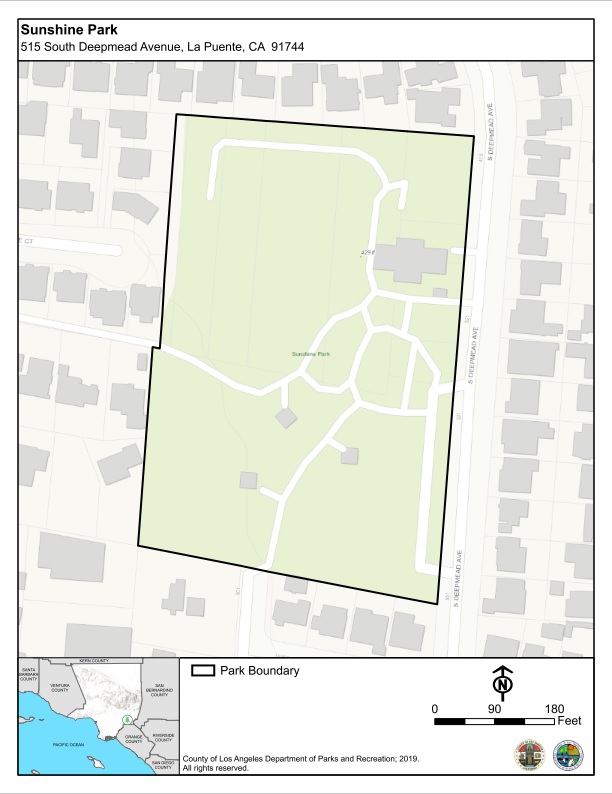 Sunshine Park
515 South Deepmead Avenue, La Puente, CA 91744
S DEEPMEAD AVE
E CT
429 ft
Sunshine Park
S DEEPMEAD AVE
S DEEPMEAD AVE
KERN COUNTY
SANTA
BARBARA
COUNTY
VENTURA
COUNTY
SAN
BERNARDINO
COUNTY
ORANGE
COUNTY
RIVERSIDE
COUNTY
PACIFIC OCEAN
SAN DIEGO
COUNTY
Park Boundary
N
0 90 180
Feet
County of Los Angeles Department of Parks and Recreation; 2019.
All rights reserved.